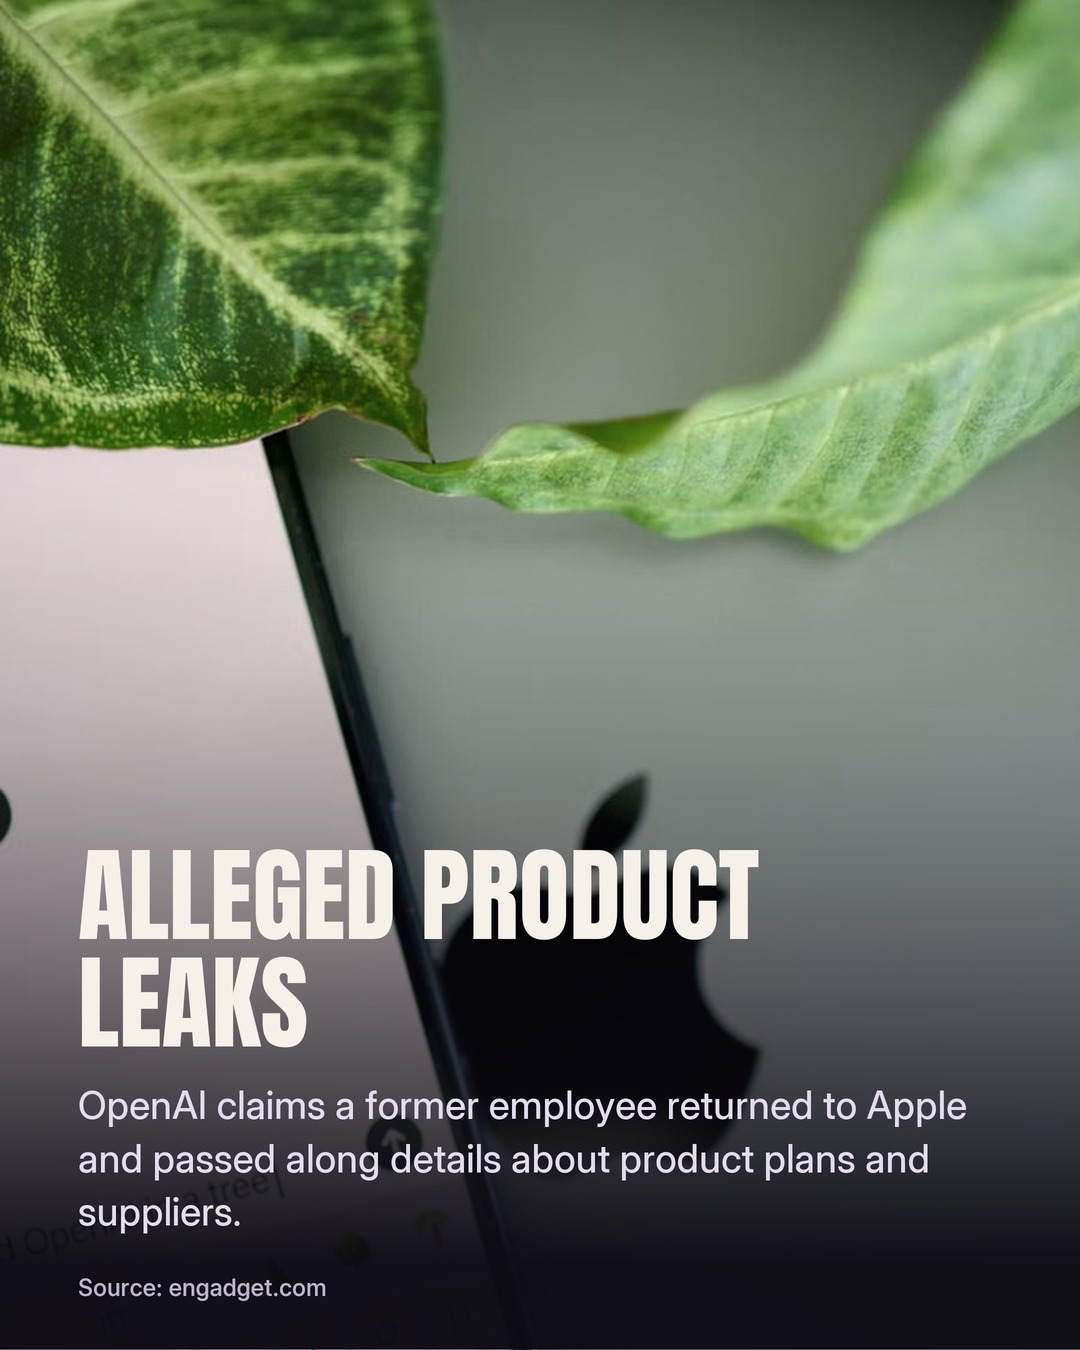 ALLEGED PRODUCT
LEAKS
OpenAI claims a former employee returned to Apple
and passed along details about product plans and
suppliers.
a tree
Source: engadget.com